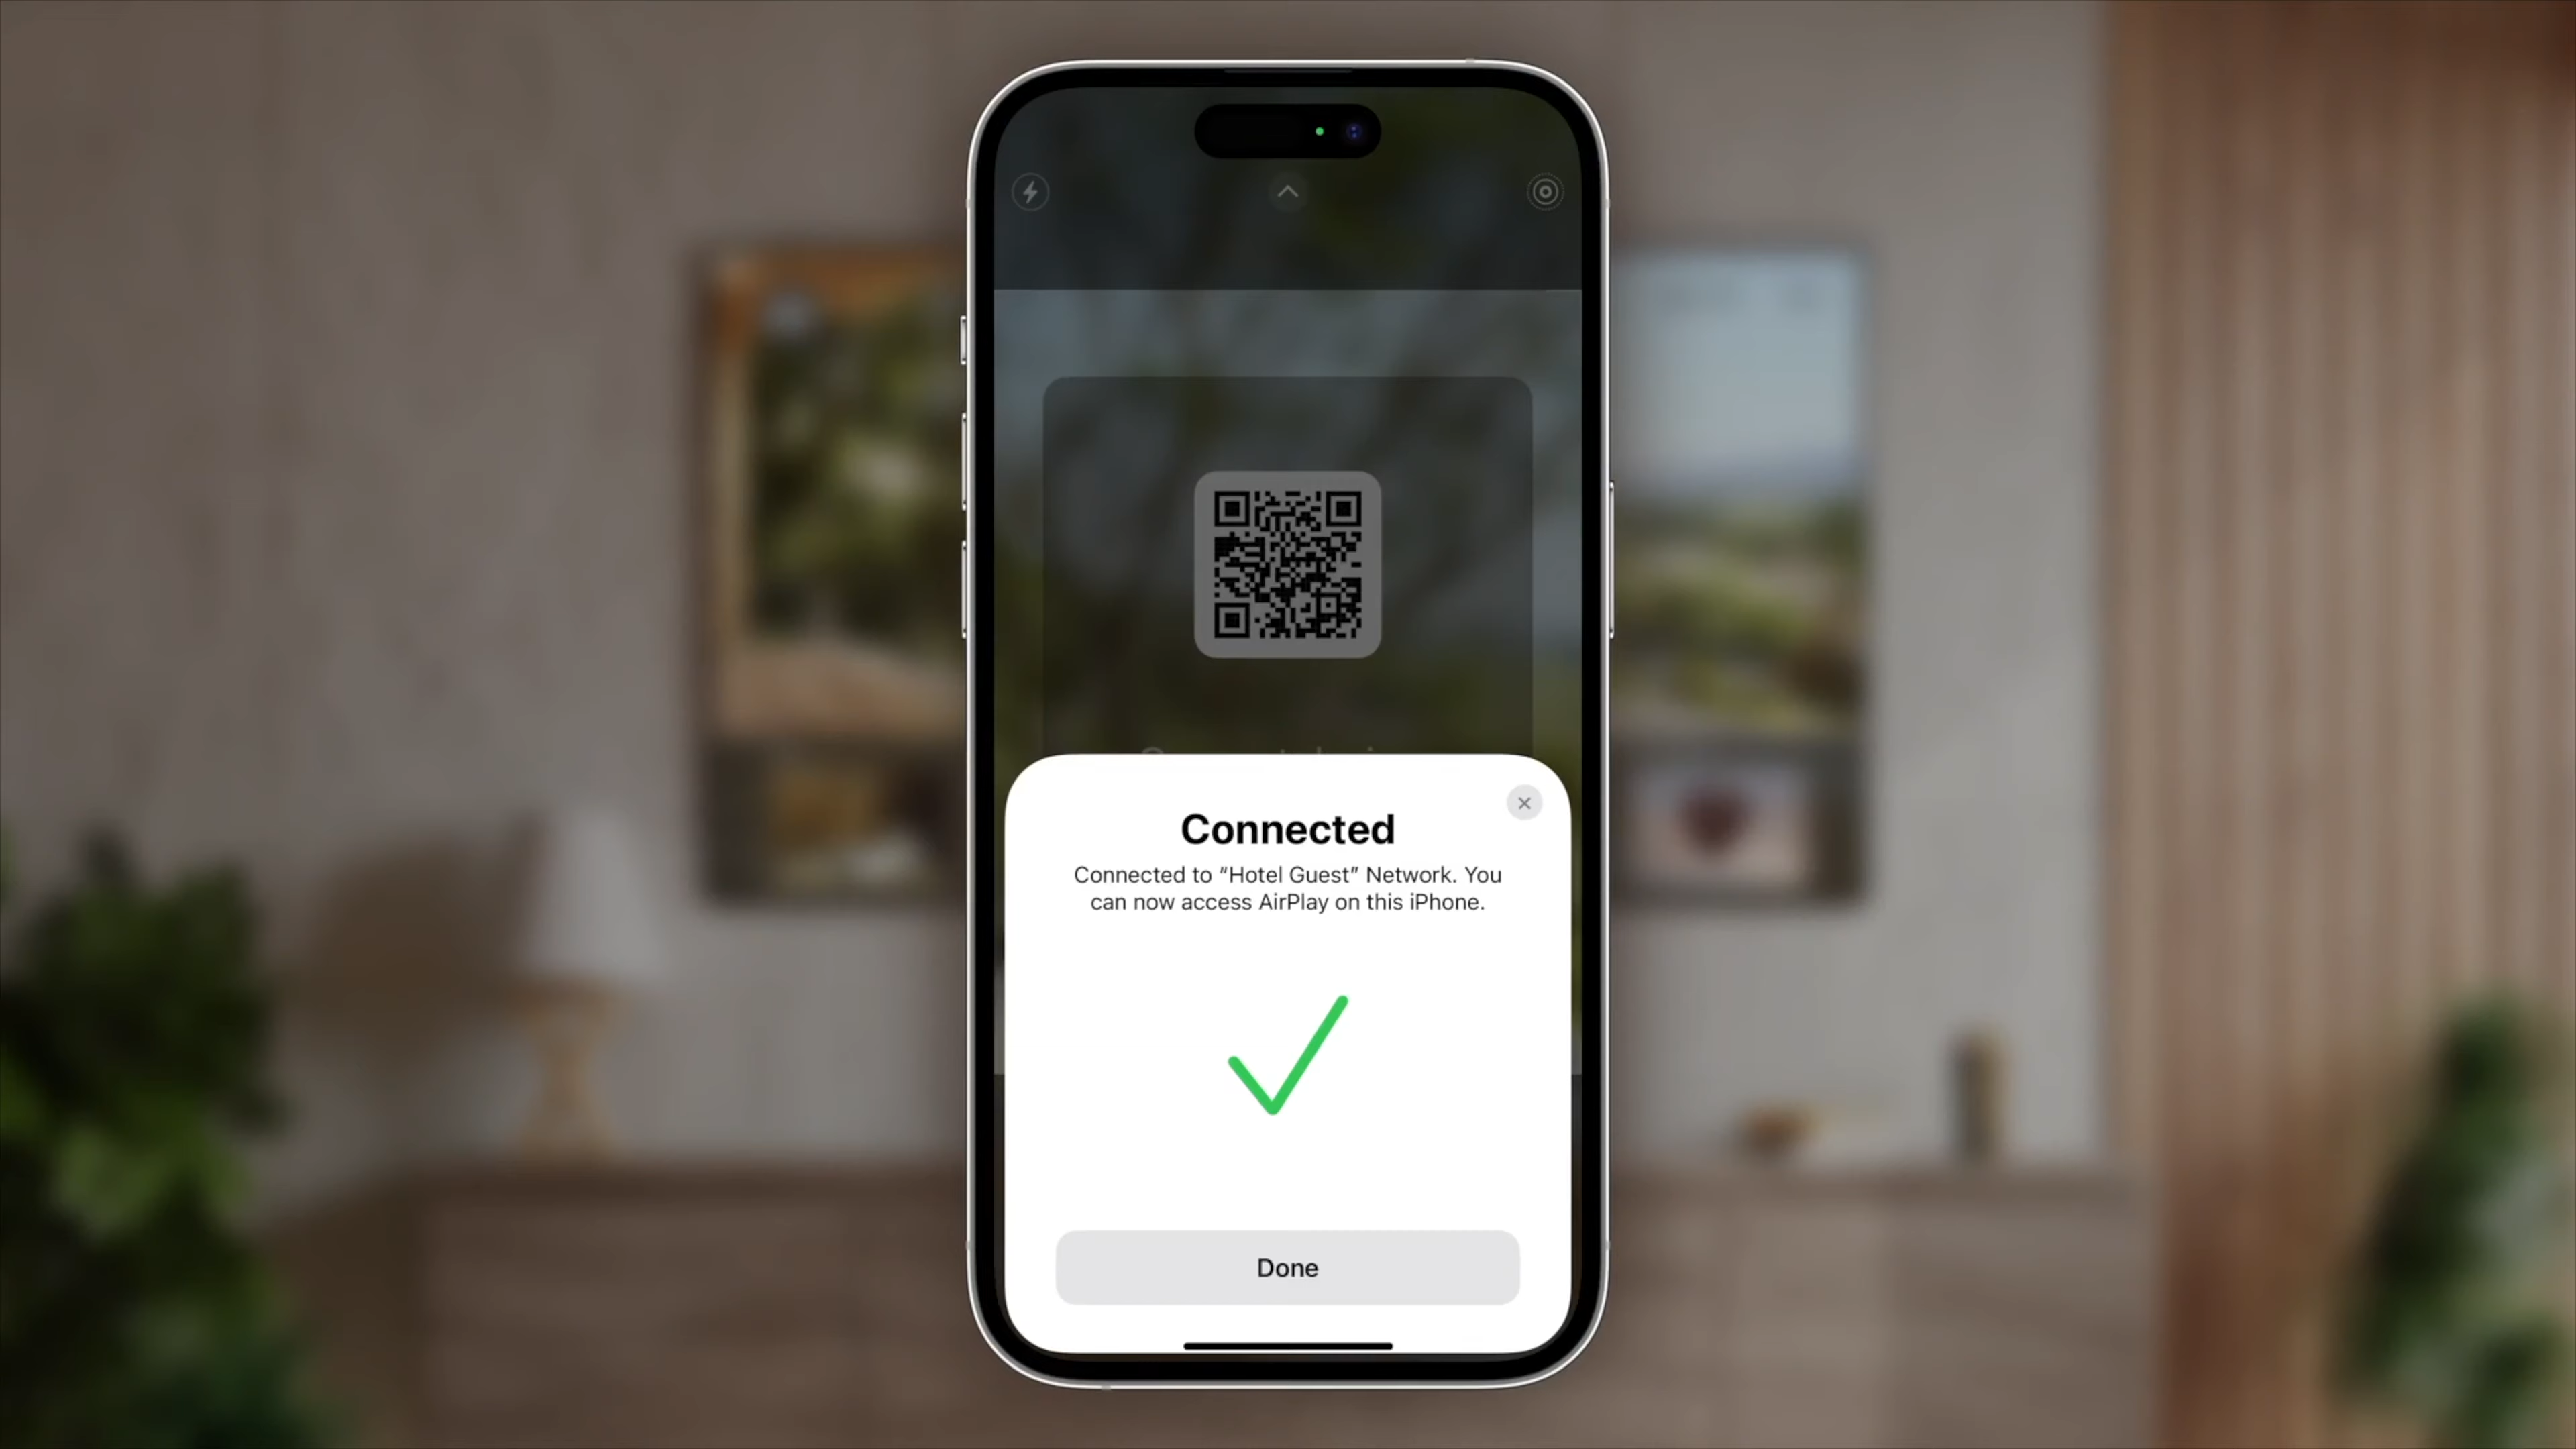 Connected
Connected to “Hotel Guest” Network. You
can now access AirPlay on this iPhone.
Done